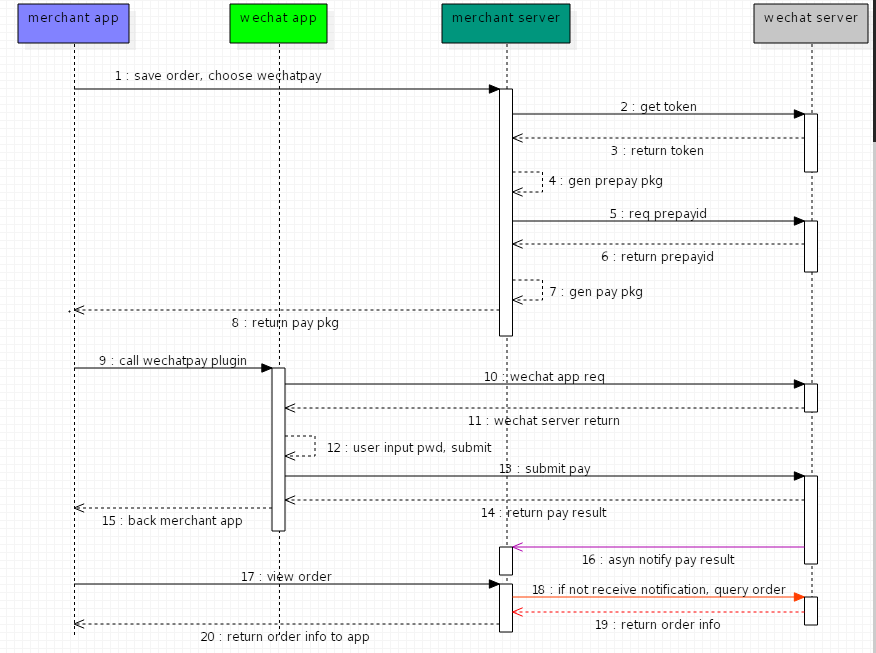 merchant app
wechat app
merchant server
wechat server
1 : save order, choose wechatpay
2 : get token
3 : return token
4 : gen prepay pkg
5 : req prepayid
6 : return prepayid
7 : gen pay pkg
8 : return pay pkg
9 : call wechatpay plugin
10 : wechat app req
11 : wechat server return
12 : user input pwd, submit
13 : submit pay
14 : return pay result
15 : back merchant app
16 : asyn notify pay result
17 : view order
18 : if not receive notification, query order
19 : return order info
20 : return order info to app